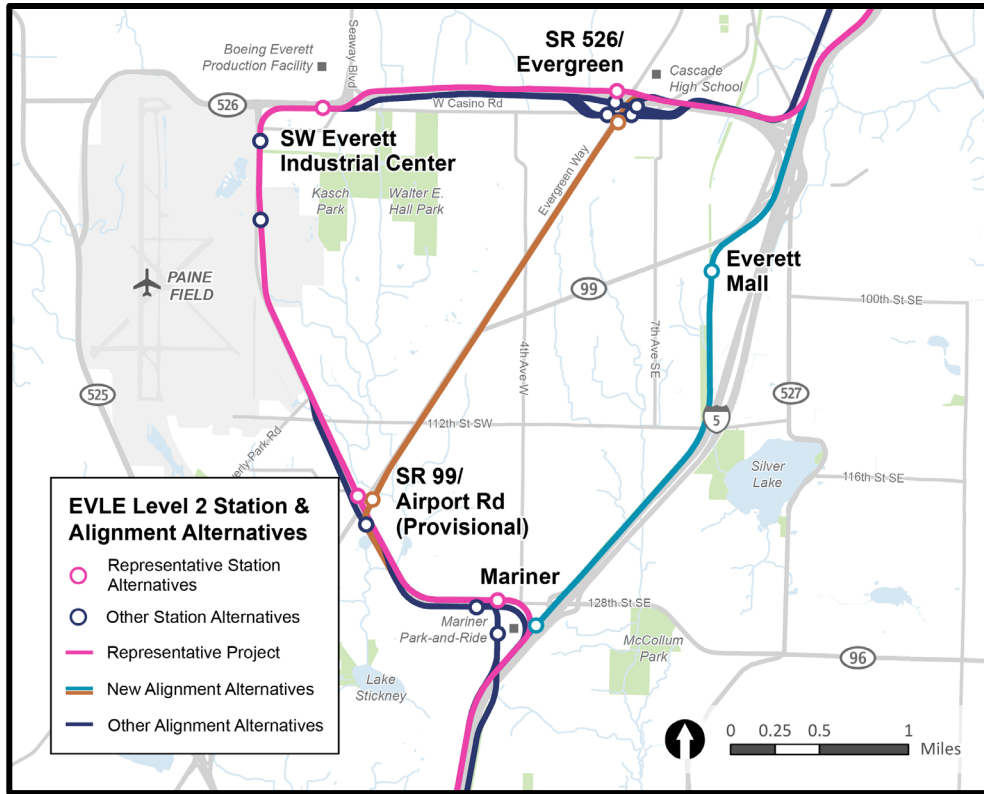 Boeing Everett
Production Facility
Seaway-Blvd
SR 526/
Evergreen
Cascade
High School
526
W Casino Rd
SW Everett
Industrial Center
Kasch
Park
Walter E.
Hall Park
Evergreen Way
PAINE
FIELD
99
Everett
Mall
100th St SE
4th Ave W
7th Ave SE
525
527
112th St SW
5
Park Rd
SR 99/
Airport Rd
(Provisional)
Silver
Lake
116th St SE
Mariner
128th St SE
Mariner
Park-and-Ride
McCollum
Park
96
Lake
Stickney
EVLE Level 2 Station &
Alignment Alternatives
Representative Station
Alternatives
Other Station Alternatives
Representative Project
New Alignment Alternatives
Other Alignment Alternatives
0 0.25 0.5 1
Miles